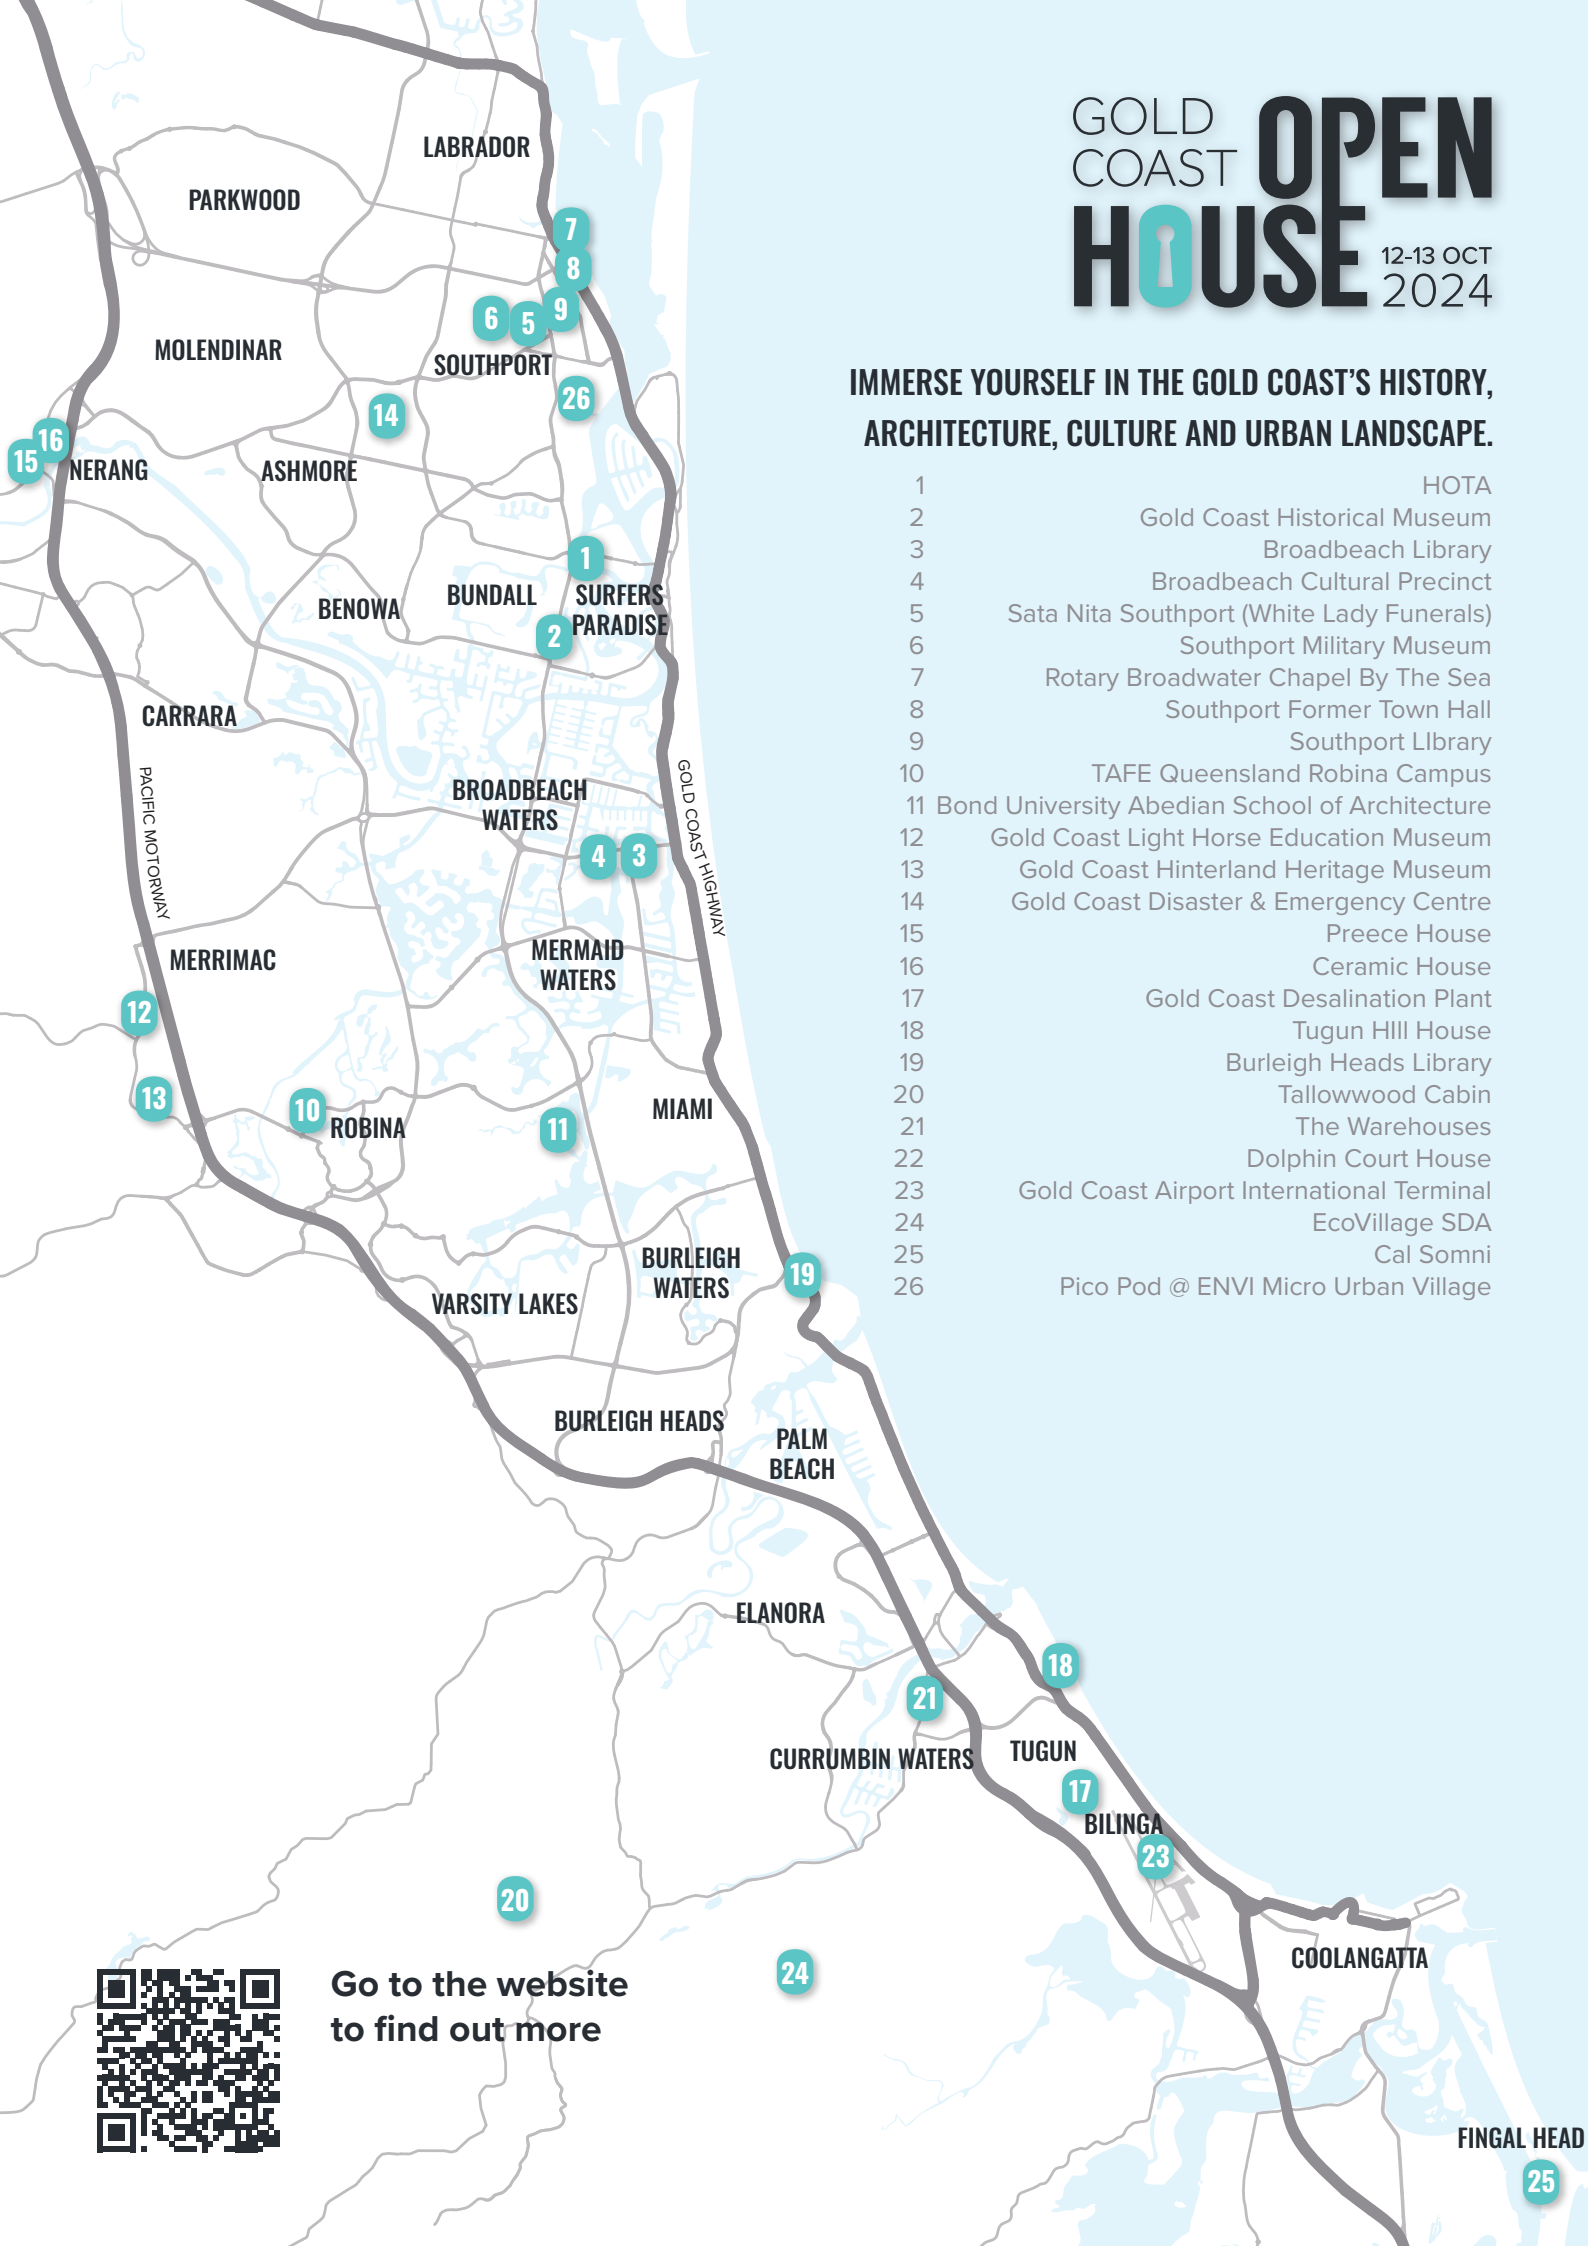 GOLD
COAST OPEN
HOUSE 12-13 OCT
2024
IMMERSE YOURSELF IN THE GOLD COAST'S HISTORY,
ARCHITECTURE, CULTURE AND URBAN LANDSCAPE.
1 HOTA
2 Gold Coast Historical Museum
3 Broadbeach Library
4 Broadbeach Cultural Precinct
5 Sata Nita Southport (White Lady Funerals)
6 Southport Military Museum
7 Rotary Broadwater Chapel By The Sea
8 Southport Former Town Hall
9 Southport LIbrary
10 TAFE Queensland Robina Campus
11 Bond University Abedian School of Architecture
12 Gold Coast Light Horse Education Museum
13 Gold Coast Hinterland Heritage Museum
14 Gold Coast Disaster & Emergency Centre
15 Preece House
16 Ceramic House
17 Gold Coast Desalination Plant
18 Tugun HIll House
19 Burleigh Heads Library
20 Tallowwood Cabin
21 The Warehouses
22 Dolphin Court House
23 Gold Coast Airport International Terminal
24 EcoVillage SDA
25 Cal Somni
26 Pico Pod @ ENVI Micro Urban Village
LABRADOR
PARKWOOD
7
8
9
6
5
MOLENDINAR
SOUTHPORT
26
14
16
15
NERANG
ASHMORE
1
BUNDALL
SURFERS
PARADISE
BENOWA
2
CARRARA
PACIFIC MOTORWAY
GOLD COAST HIGHWAY
BROADBEACH
WATERS
4
3
MERMAID
WATERS
MERRIMAC
12
13
10
ROBINA
11
MIAMI
BURLEIGH
WATERS
19
VARSITY LAKES
BURLEIGH HEADS
PALM
BEACH
ELANORA
18
21
CURRUMBIN WATERS
TUGUN
17
BILINGA
23
20
24
COOLANGATTA
Go to the website
to find out more
FINGAL HEAD
25